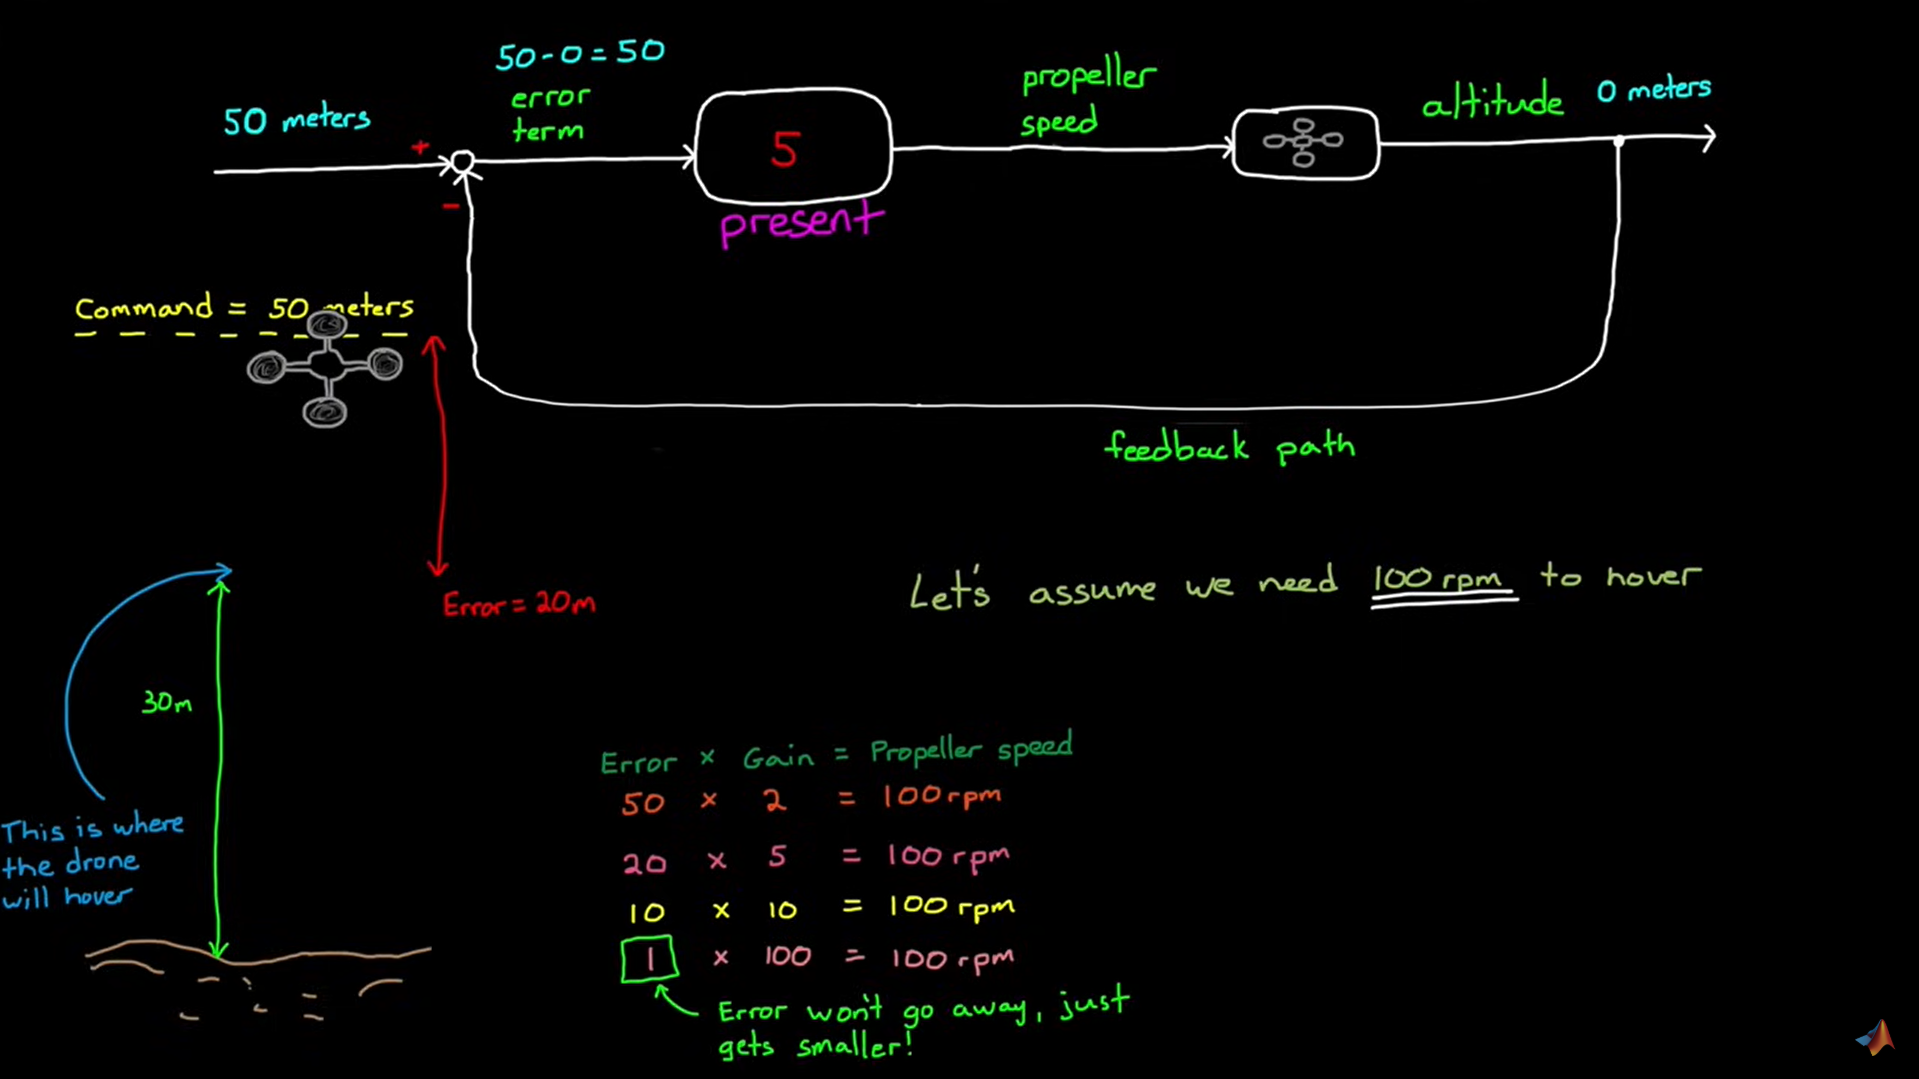 50 - 0 = 50
error
term
50 meters
+
-
5
present
propeller
speed
altitude
0 meters
Command = 50 meters
feedback path
Error = 20m
Let's assume we need 100 rpm to hover
30m
This is where
the drone
will hover
Error × Gain = Propeller speed
50 × 2 = 100 rpm
20 × 5 = 100 rpm
10 × 10 = 100 rpm
1 × 100 = 100 rpm
Error won't go away, just
gets smaller!